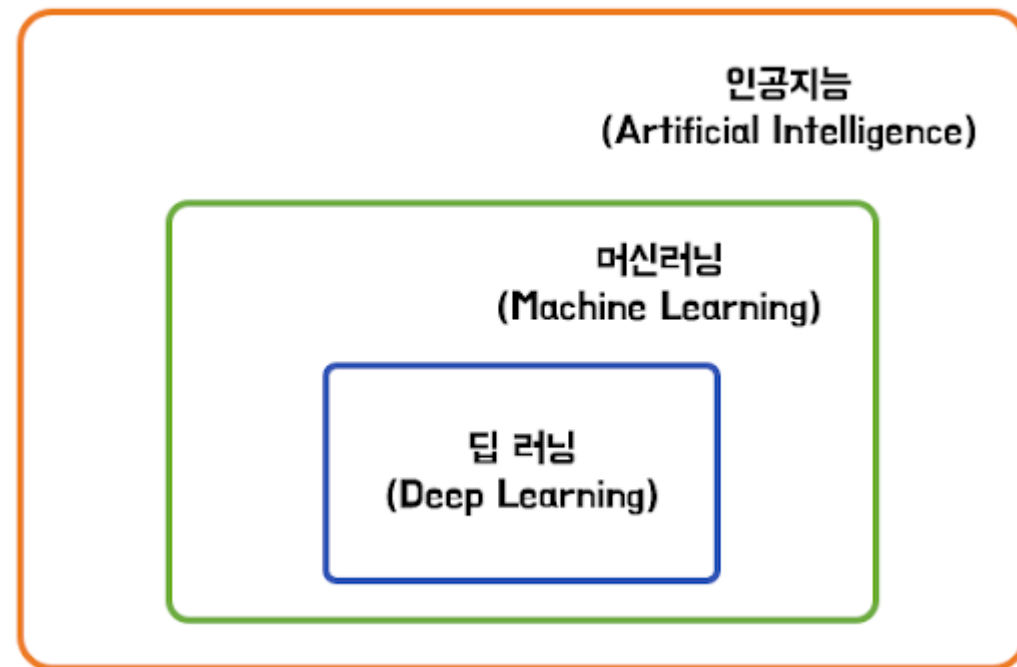 인공지능
(Artificial Intelligence)
머신러닝
(Machine Learning)
딥 러닝
(Deep Learning)